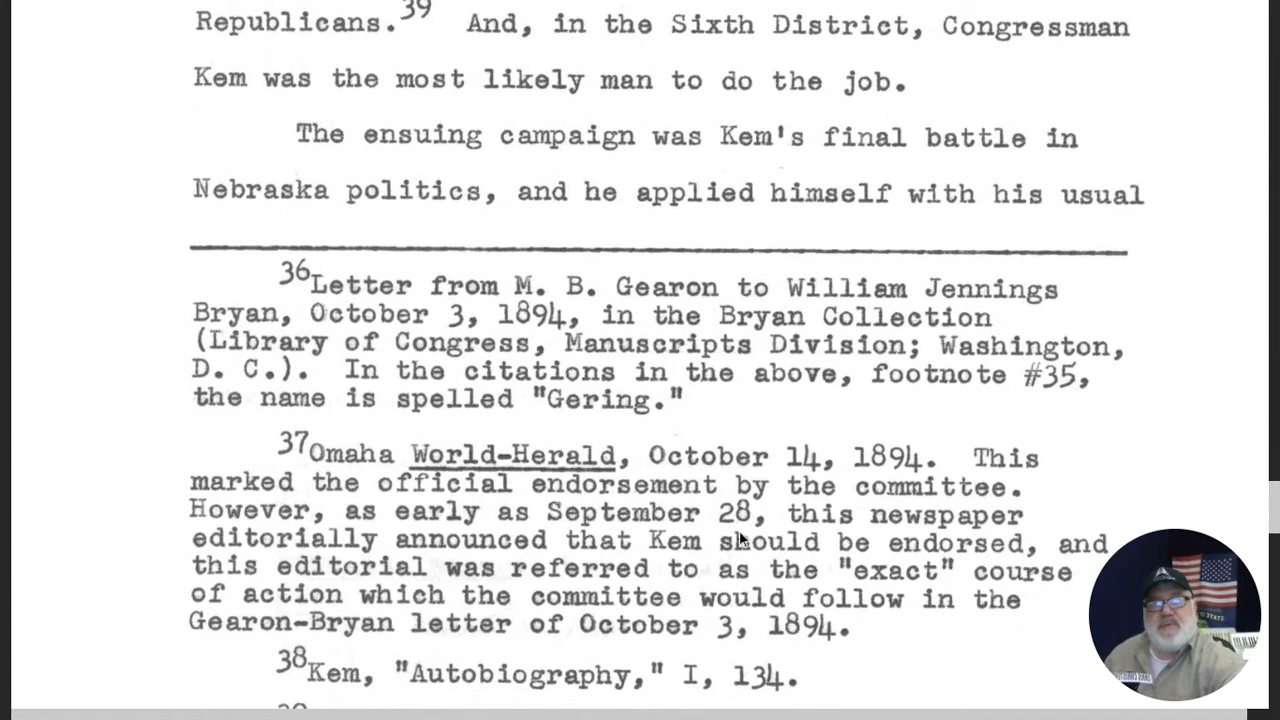 Republicans.39 And, in the Sixth District, Congressman
Kem was the most likely man to do the job.
The ensuing campaign was Kem's final battle in
Nebraska politics, and he applied himself with his usual
36Letter from M. B. Gearon to William Jennings
Bryan, October 3, 1894, in the Bryan Collection
(Library of Congress, Manuscripts Division; Washington,
D. C.). In the citations in the above, footnote #35,
the name is spelled "Gering."
37Omaha World-Herald, October 14, 1894. This
marked the official endorsement by the committee.
However, as early as September 28, this newspaper
editorially announced that Kem should be endorsed, and
this editorial was referred to as the "exact" course
of action which the committee would follow in the
Gearon-Bryan letter of October 3, 1894.
38Kem, "Autobiography," I, 134.